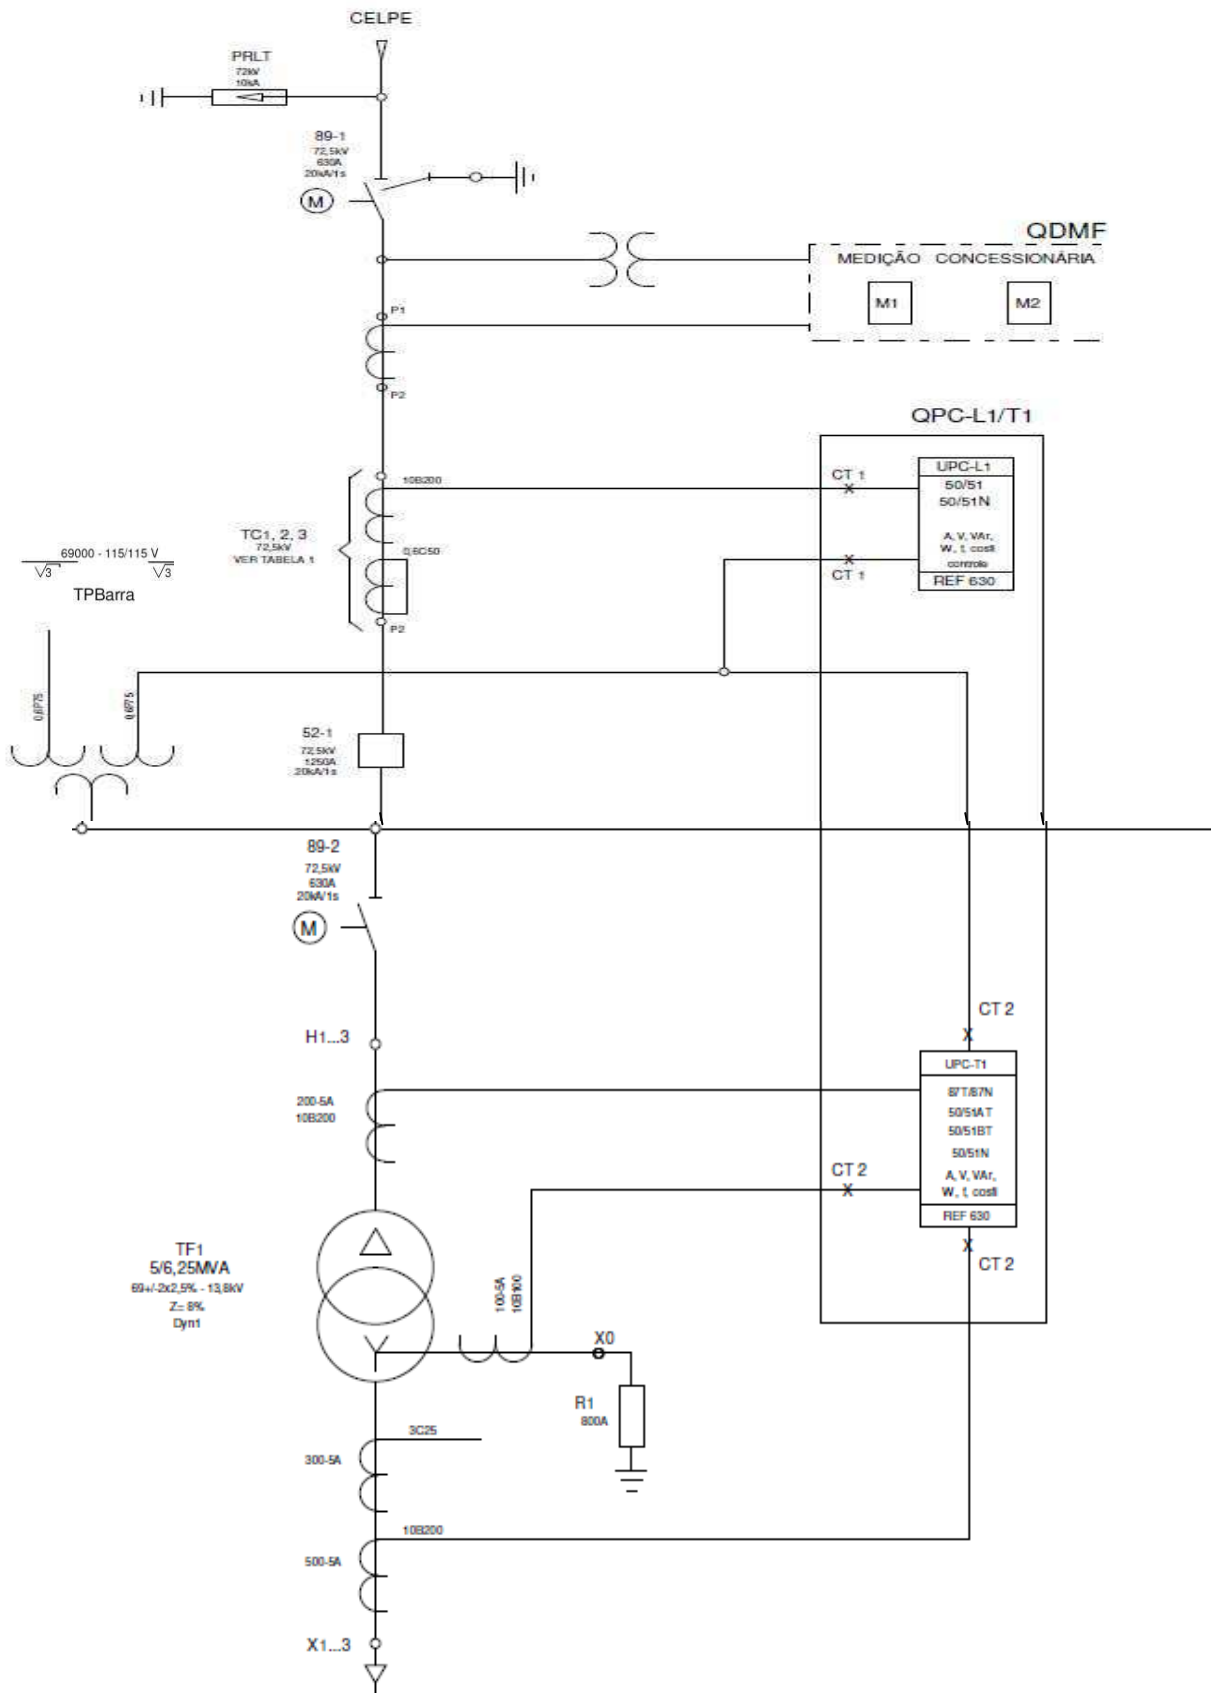 CELPE
PRLT
72kV
10kA
89-1
72,5kV
630A
20kA/1s
M
QDMF
MEDIÇÃO CONCESSIONÁRIA
M1
M2
P1
P2
QPC-L1/T1
10B200
CT 1
UPC-L1
50/51
50/51N
A, V, VAr,
W, f, cosfi
controle
REF 630
TC1, 2, 3
72,5kV
VER TABELA 1
0,6C50
CT 1
P2
69000 - 115/115 V
√3 √3
TPBarra
0,6P75
0,6P75
52-1
72,5kV
1250A
20kA/1s
89-2
72,5kV
630A
20kA/1s
M
H1...3
CT 2
UPC-T1
87T/87N
50/51AT
50/51BT
50/51N
A, V, VAr,
W, f, cosfi
REF 630
200-5A
10B200
CT 2
CT 2
TF1
5/6,25MVA
69+/-2x2,5% - 13,8kV
Z= 8%
Dyn1
100-5A
10B100
X0
R1
800A
3C25
300-5A
10B200
500-5A
X1...3